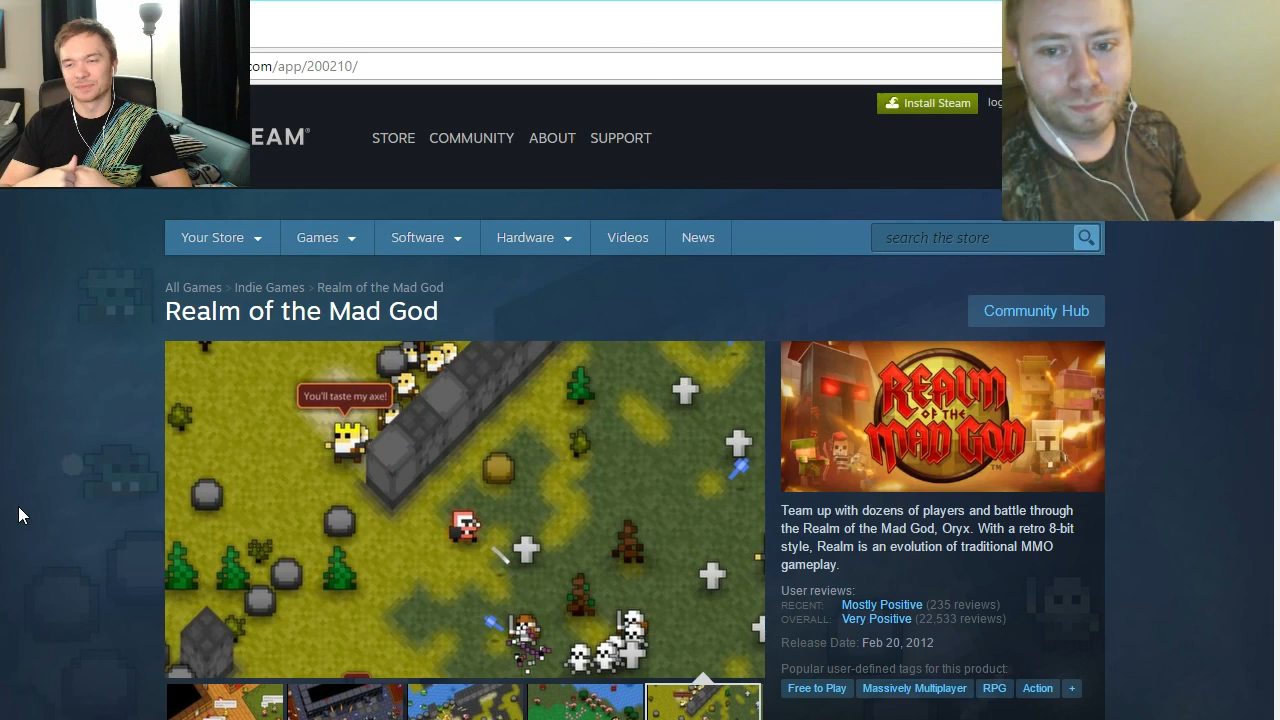 com/app/200210/
Install Steam
log
EAM®
STORE COMMUNITY ABOUT SUPPORT
Your Store Games Software Hardware Videos News
search the store
All Games > Indie Games > Realm of the Mad God
Realm of the Mad God
Community Hub
You'll taste my axe!
REALM
OF THE
MAD GOD
TM
Team up with dozens of players and battle through
the Realm of the Mad God, Oryx. With a retro 8-bit
style, Realm is an evolution of traditional MMO
gameplay.
User reviews:
RECENT: Mostly Positive (235 reviews)
OVERALL: Very Positive (22,533 reviews)
Release Date: Feb 20, 2012
Popular user-defined tags for this product:
Free to Play Massively Multiplayer RPG Action +